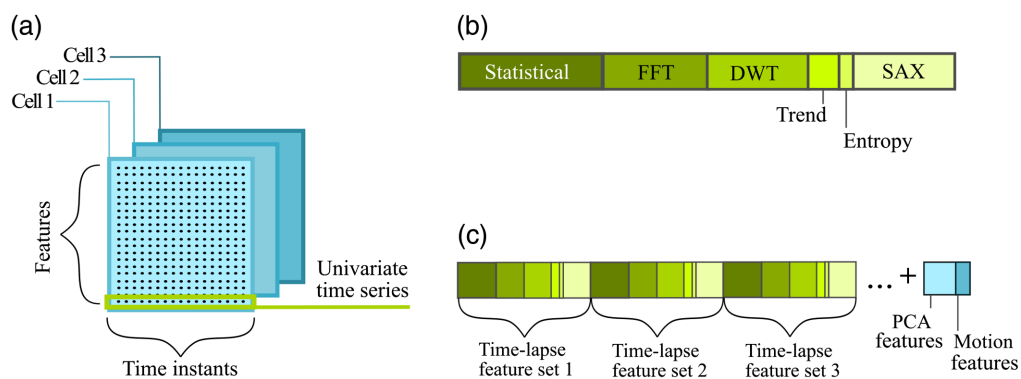 (a)
Cell 3
Cell 2
Cell 1
Features
Time instants
Univariate
time series
(b)
Statistical
FFT
DWT
SAX
Trend
Entropy
(c)
...
+
Time-lapse
feature set 1
Time-lapse
feature set 2
Time-lapse
feature set 3
PCA
features
Motion
features